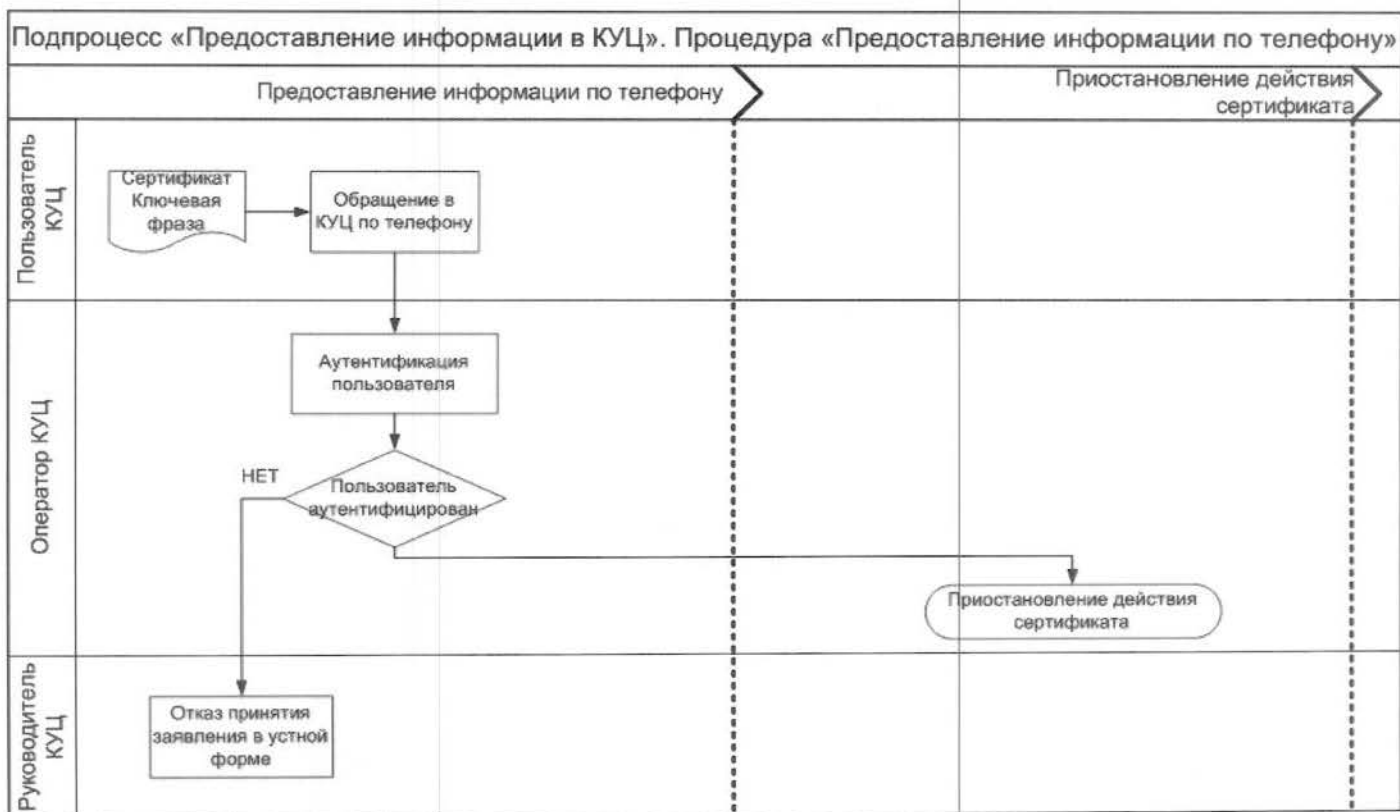 Подпроцесс «Предоставление информации в КУЦ». Процедура «Предоставление информации по телефону»
Предоставление информации по телефону
Приостановление действия
сертификата
Пользователь
КУЦ
Сертификат
Ключевая
фраза
Обращение в
КУЦ по телефону
Оператор КУЦ
Аутентификация
пользователя
НЕТ
Пользователь
аутентифицирован
Приостановление действия
сертификата
Руководитель
КУЦ
Отказ принятия
заявления в устной
форме